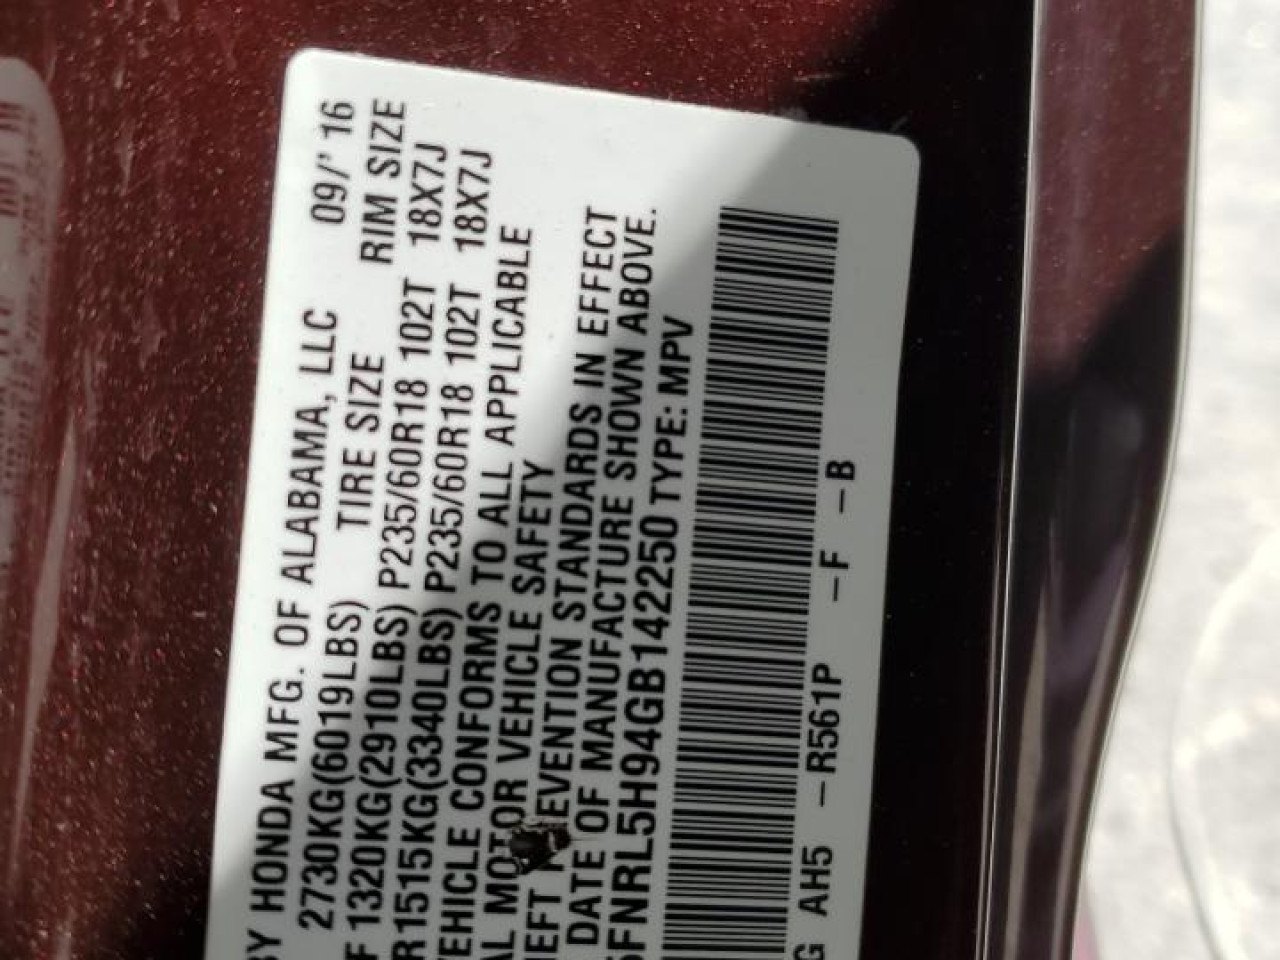 BY HONDA MFG. OF ALABAMA, LLC 09/'16
2730KG(6019LBS) TIRE SIZE RIM SIZE
F 1320KG(2910LBS) P235/60R18 102T 18X7J
R 1515KG(3340LBS) P235/60R18 102T 18X7J
VEHICLE CONFORMS TO ALL APPLICABLE
AL MOTOR VEHICLE SAFETY
HEFT PREVENTION STANDARDS IN EFFECT
DATE OF MANUFACTURE SHOWN ABOVE.
5FNRL5H94GB142250 TYPE: MPV
G AH5 –R561P –F –B